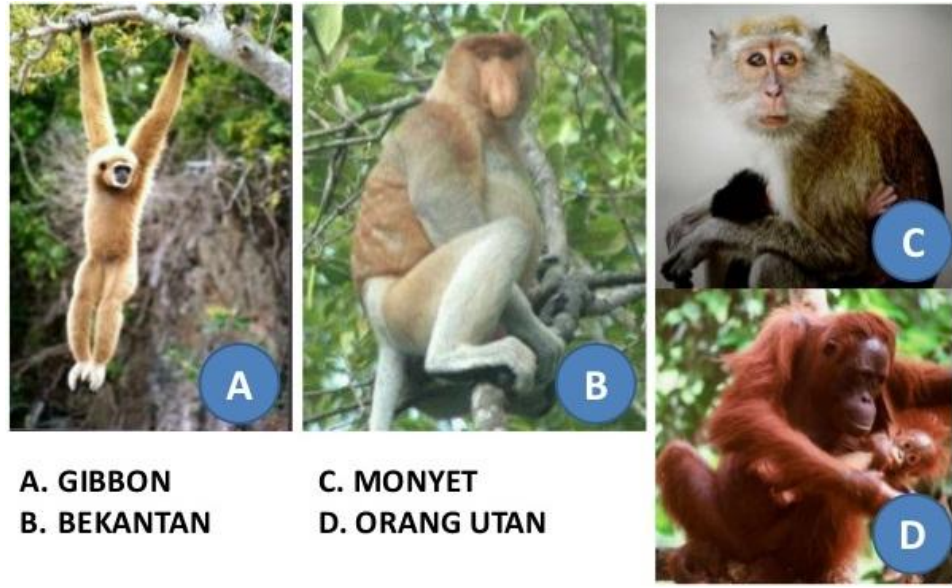 A
B
C
D
A. GIBBON
B. BEKANTAN
C. MONYET
D. ORANG UTAN